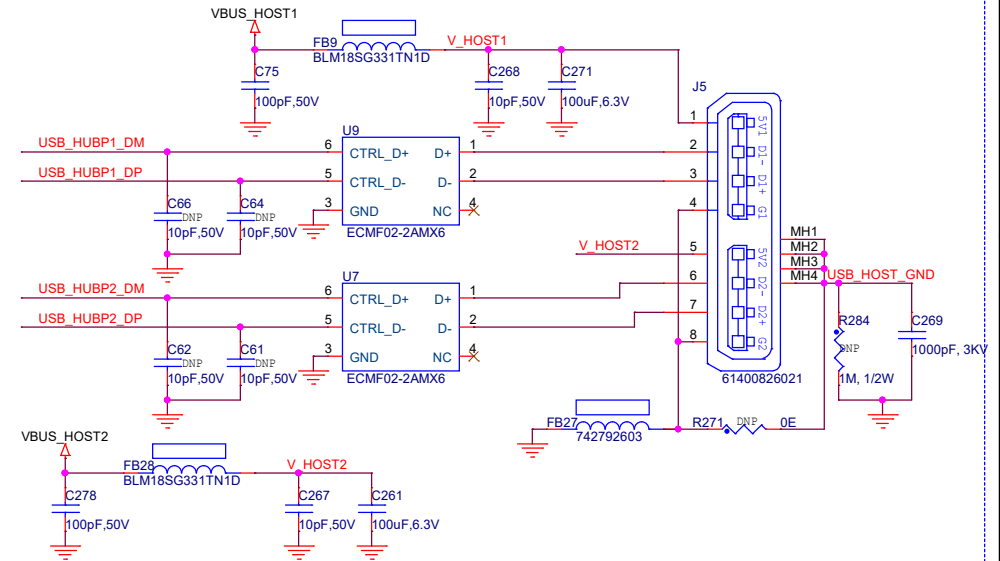 VBUS_HOST1
FB9
BLM18SG331TN1D
V_HOST1
C75
100pF,50V
C268
10pF,50V
C271
100uF,6.3V
J5
USB_HUBP1_DM
USB_HUBP1_DP
U9
6 CTRL_D+ D+ 1
5 CTRL_D- D- 2
3 GND NC 4
ECMF02-2AMX6
C66
DNP
10pF,50V
C64
DNP
10pF,50V
1 5V1
2 D1-
3 D1+
4 G1
V_HOST2
5 5V2
6 D2-
7 D2+
8 G2
61400826021
MH1
MH2
MH3
MH4
USB_HOST_GND
R284
DNP
1M, 1/2W
C269
1000pF, 3KV
USB_HUBP2_DM
USB_HUBP2_DP
U7
6 CTRL_D+ D+ 1
5 CTRL_D- D- 2
3 GND NC 4
ECMF02-2AMX6
C62
DNP
10pF,50V
C61
DNP
10pF,50V
FB27
742792603
R271 DNP 0E
VBUS_HOST2
FB28
BLM18SG331TN1D
V_HOST2
C278
100pF,50V
C267
10pF,50V
C261
100uF,6.3V